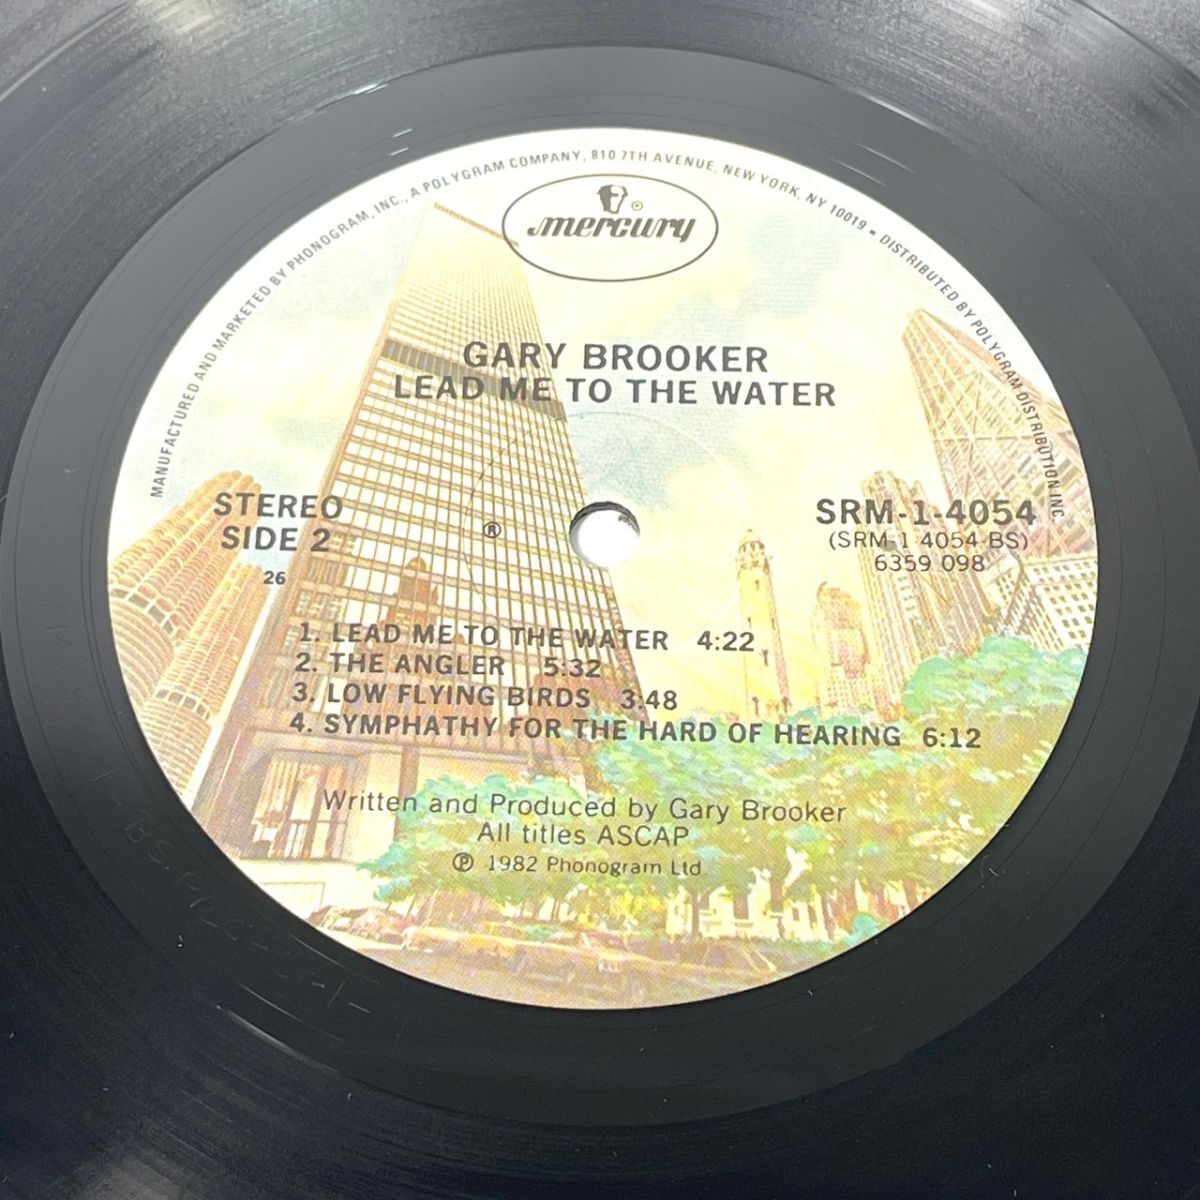 MANUFACTURED AND MARKETED BY PHONOGRAM, INC., A POLYGRAM COMPANY, 810 7TH AVENUE, NEW YORK, NY 10019 • DISTRIBUTED BY POLYGRAM DISTRIBUTION INC
mercury ®
GARY BROOKER
LEAD ME TO THE WATER
STEREO
SIDE 2
26
®
SRM-1-4054
(SRM-1 4054 BS)
6359 098
1. LEAD ME TO THE WATER 4:22
2. THE ANGLER 5:32
3. LOW FLYING BIRDS 3:48
4. SYMPHATHY FOR THE HARD OF HEARING 6:12
Written and Produced by Gary Brooker
All titles ASCAP
℗ 1982 Phonogram Ltd.